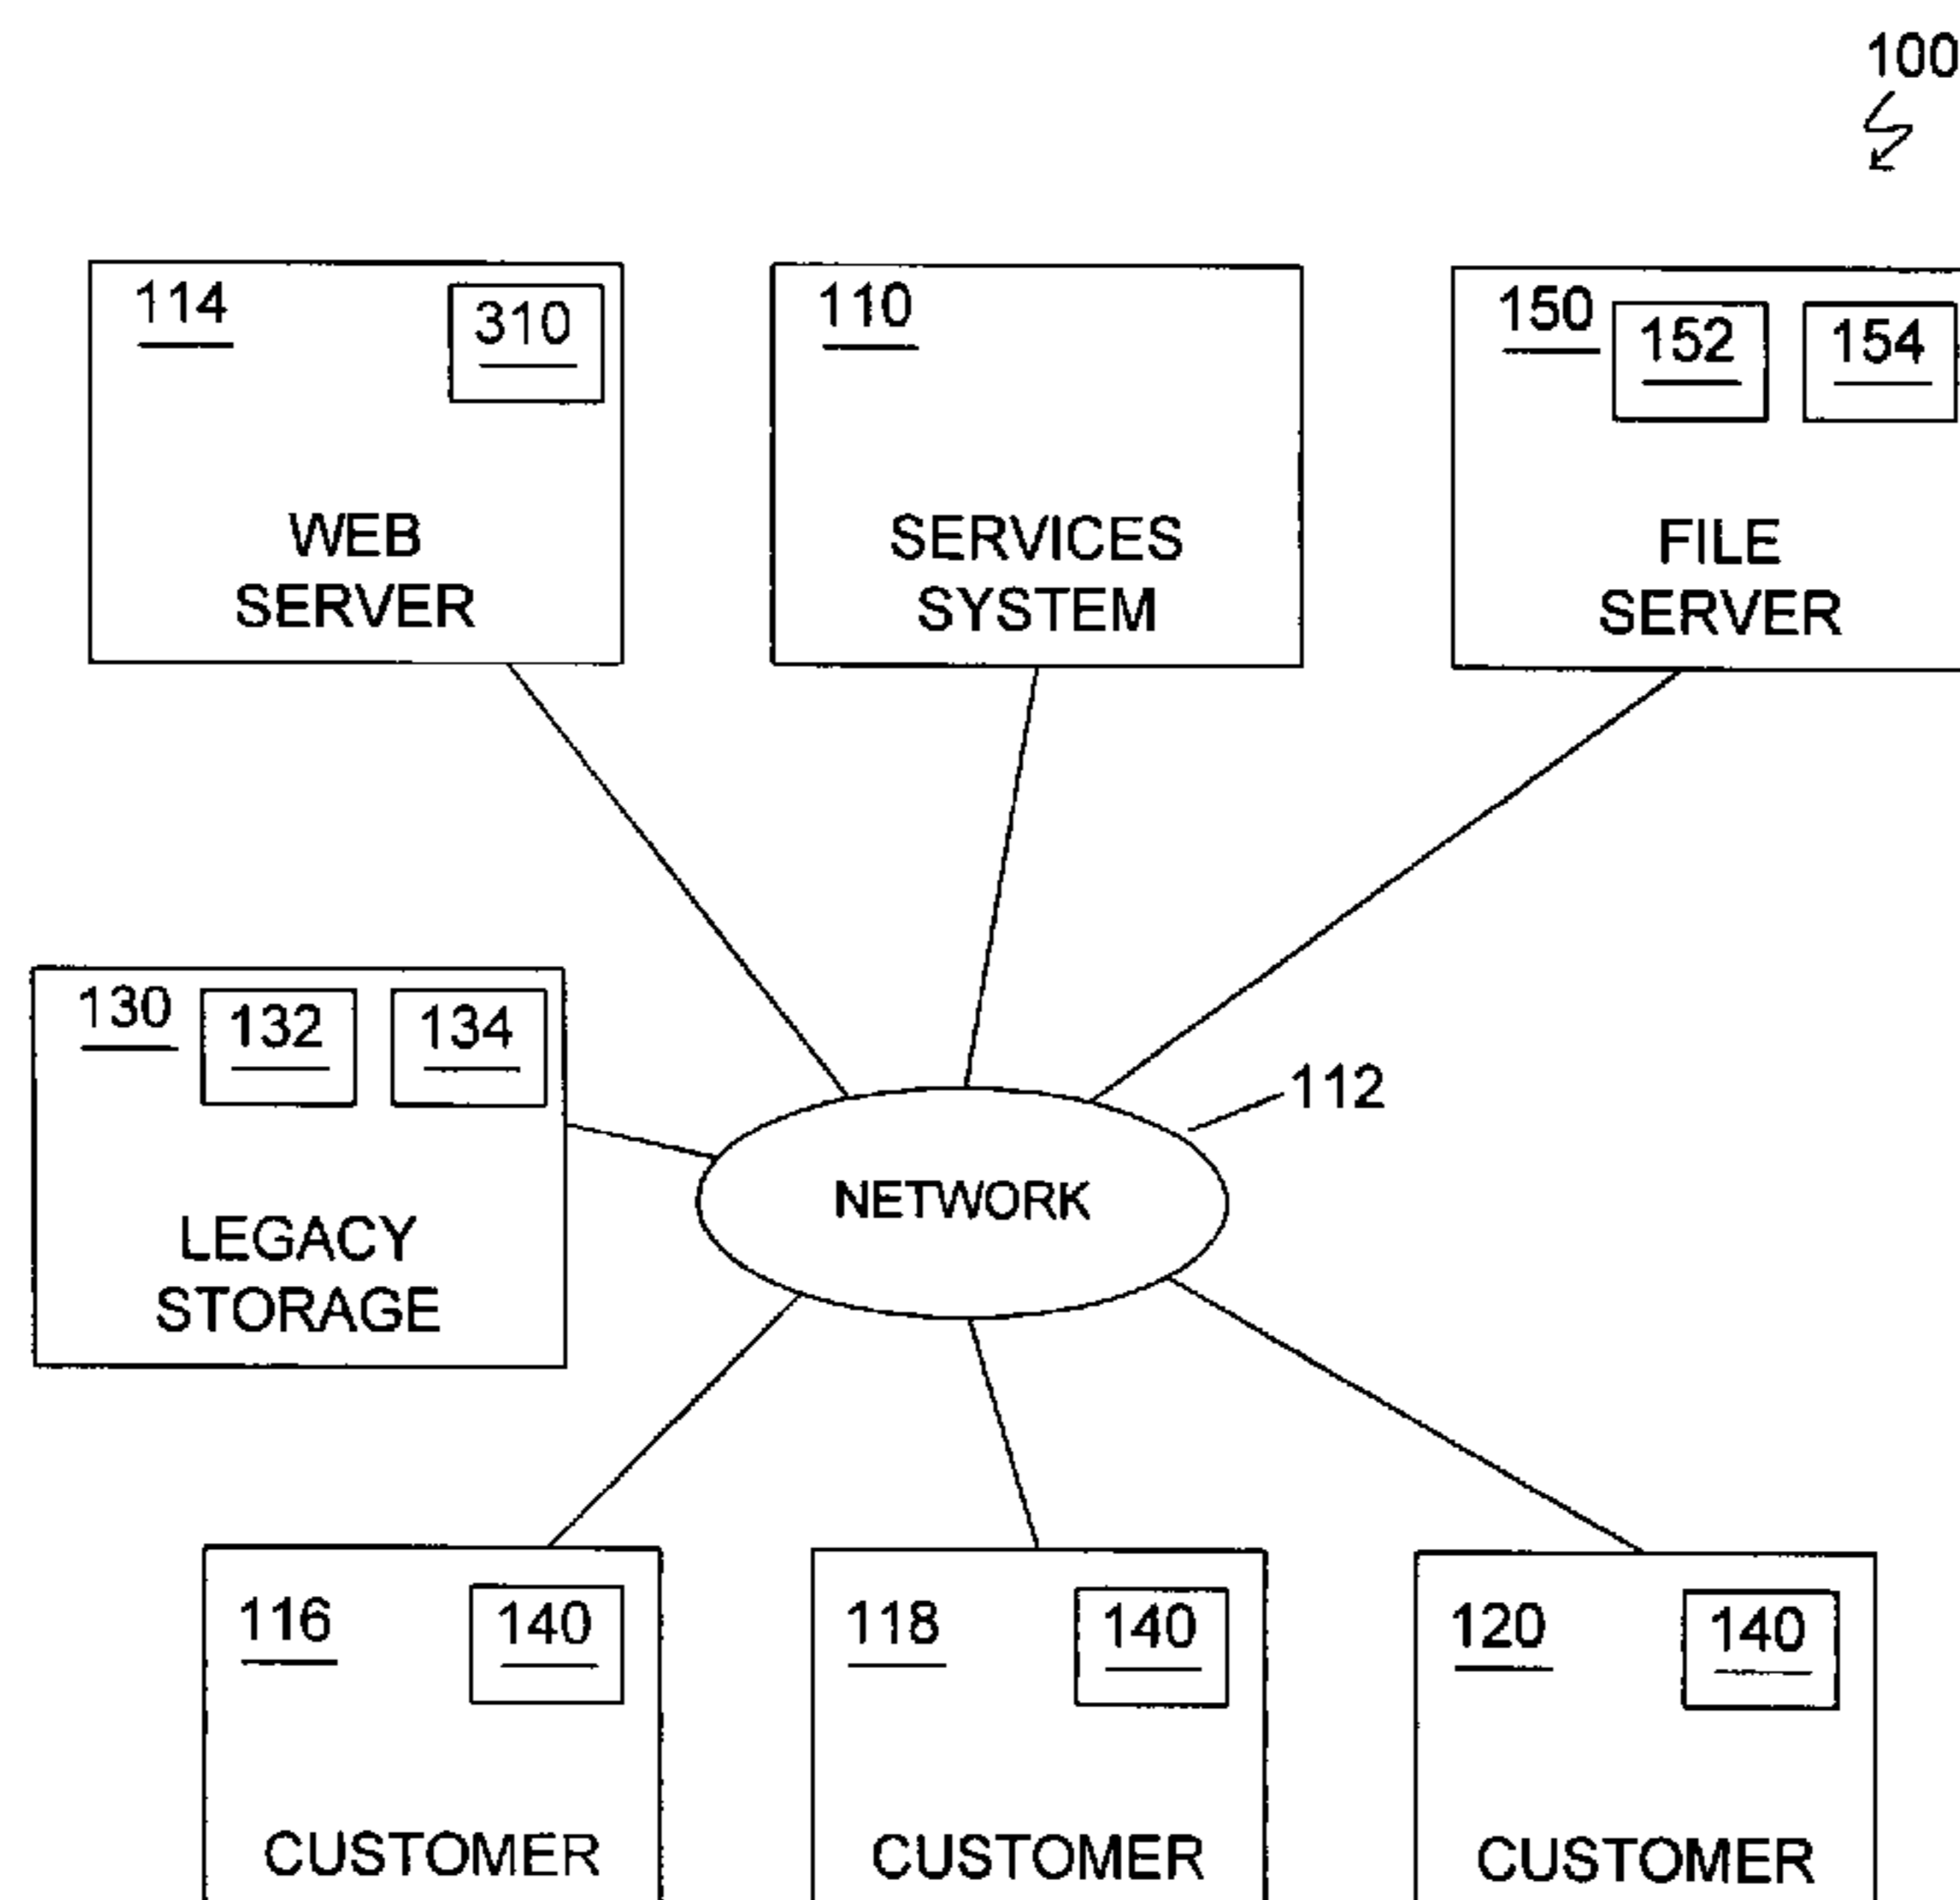 100
114
310
WEB
SERVER
110
SERVICES
SYSTEM
150
152
154
FILE
SERVER
130
132
134
LEGACY
STORAGE
112
NETWORK
116
140
CUSTOMER
118
140
CUSTOMER
120
140
CUSTOMER